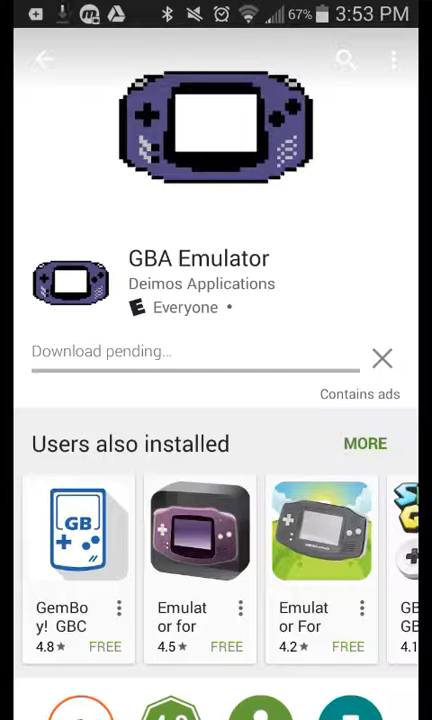 67% 3:53 PM
GBA Emulator
Deimos Applications
E Everyone •
Download pending...
Contains ads
Users also installed
MORE
GB
GemBo
y! GBC
4.8★ FREE
Emulat
or for
4.5★ FREE
Emulat
or For
4.2★ FREE
GB
4.1